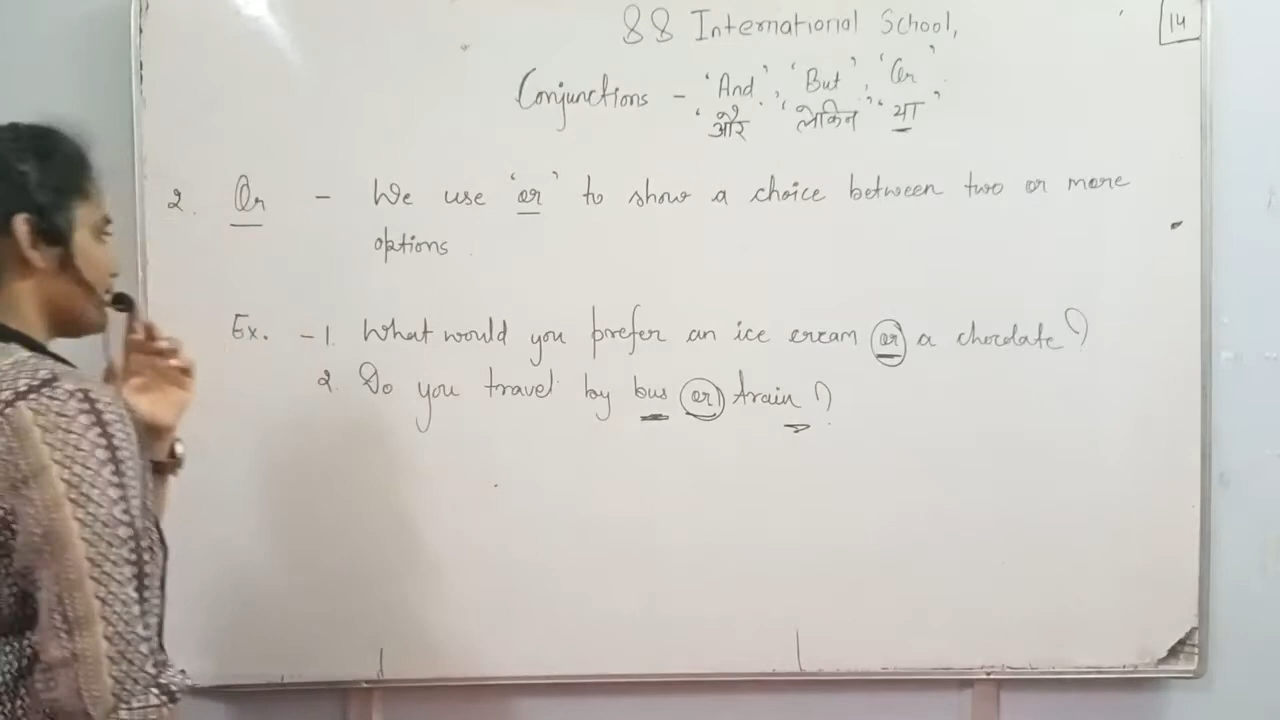 88 International School,
14
Conjunctions - 'And', 'But', 'Or'
'और' 'लेकिन' 'या'
2. Or - We use 'or' to show a choice between two or more
options.
Ex. -1. What would you prefer an ice cream or a chocolate?
2. Do you travel by bus or train?